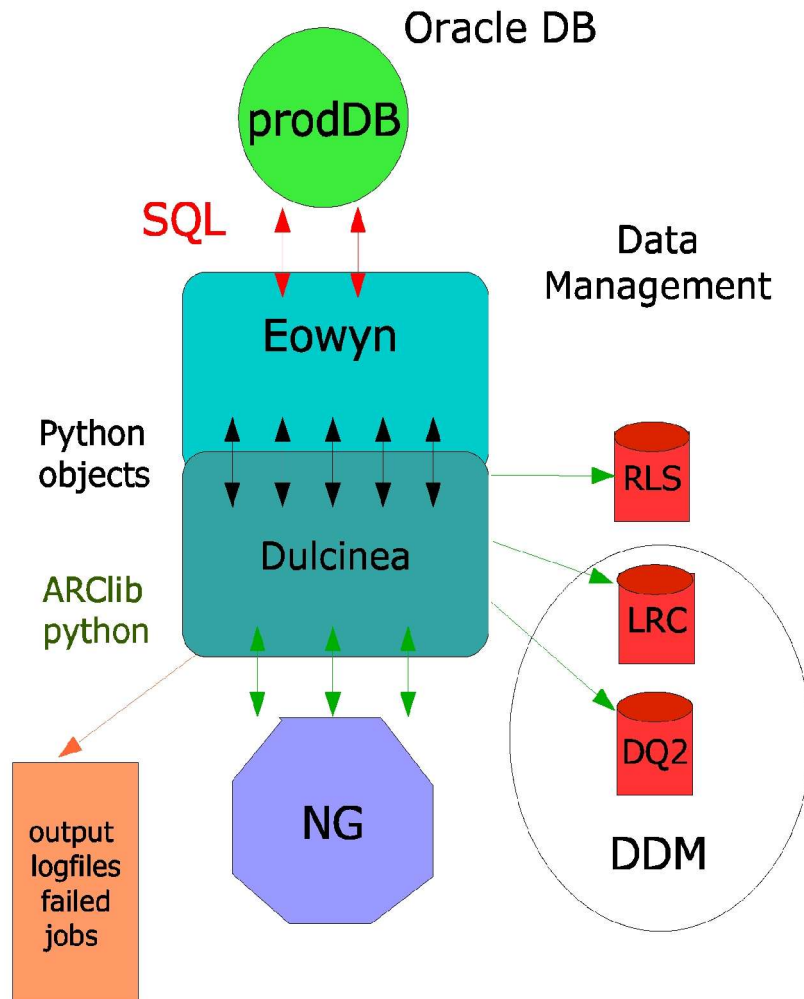 Oracle DB
prodDB
SQL
Data
Management
Eowyn
Python
objects
RLS
Dulcinea
ARClib
python
LRC
DQ2
NG
DDM
output
logfiles
failed
jobs